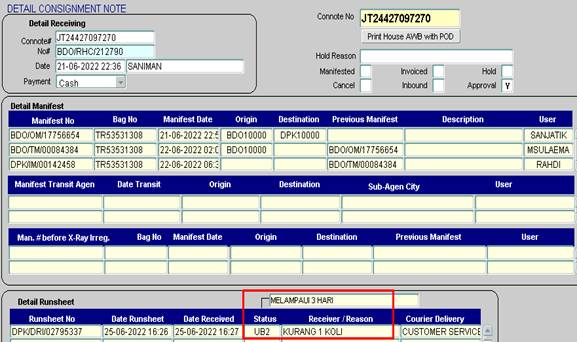 DETAIL CONSIGNMENT NOTE
Detail Receiving
Connote# JT24427097270
No# BDO/RHC/212790
Date 21-06-2022 22:36 SANIMAN
Payment Cash
Connote No JT24427097270
Print House AWB with POD
Hold Reason
Manifested Invoiced Hold
Cancel Inbound Approval Y
Detail Manifest
Manifest No Bag No Manifest Date Origin Destination Previous Manifest Description User
BDO/OM/17756654 TR53531308 21-06-2022 22:5 BDO10000 DPK10000 SANJATIK
BDO/TM/00084384 TR53531308 22-06-2022 02:0 BDO10000 BDO/OM/17756654 MSULAEMA
DPK/IM/00142458 TR53531308 22-06-2022 06:3 BDO/TM/00084384 RAHDI
Manifest Transit Agen Date Transit Origin Destination Sub-Agen City User
Man. # before X-Ray Irreg. Bag No Manifest Date Origin Destination Previous Manifest User
Detail Runsheet MELAMPAUI 3 HARI
Runsheet No Date Runsheet Date Received Status Receiver / Reason Courier Delivery
DPK/DRI/02795337 25-06-2022 16:26 25-06-2022 16:27 UB2 KURANG 1 KOLI CUSTOMER SERVICE